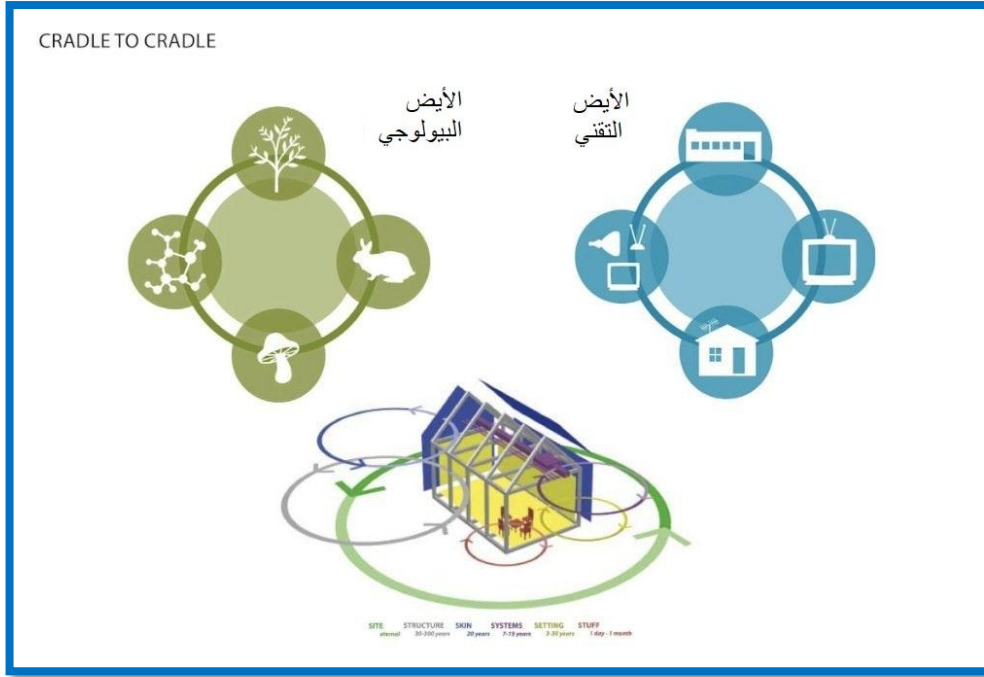 CRADLE TO CRADLE
الأيض
البيولوجي
الأيض
التقني
SITE STRUCTURE SKIN SYSTEMS SETTING STUFF
eternal 30-300 years 20 years 7-15 years 3-30 years 1 day - 1 month